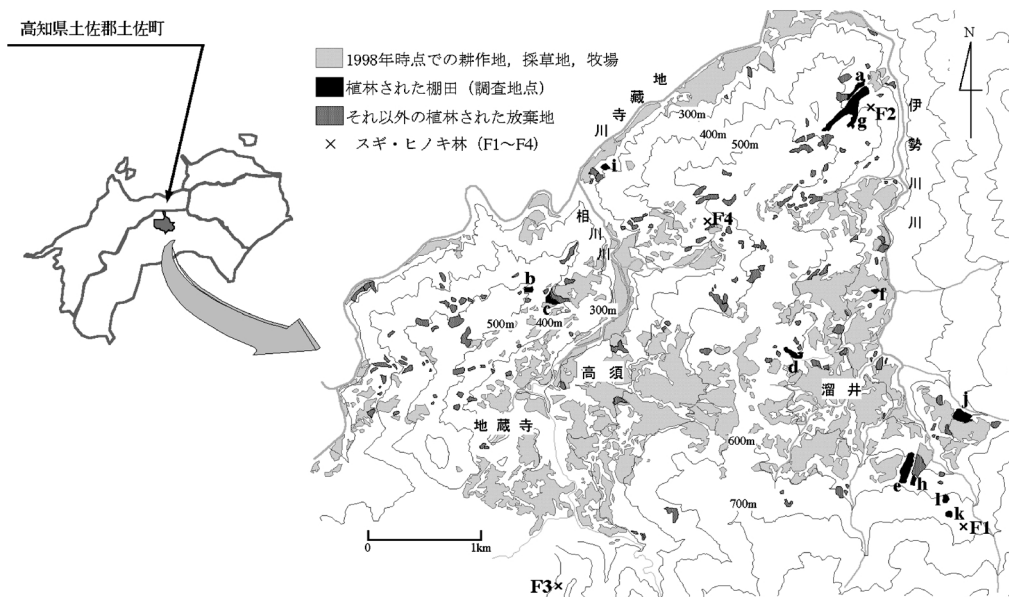 高知県土佐郡土佐町
1998年時点での耕作地，採草地，牧場
植林された棚田（調査地点）
それ以外の植林された放棄地
× スギ・ヒノキ林（F1〜F4）
N
地蔵寺川
伊勢川川
相川川
300m
400m
500m
a
F2
g
i
F4
b
c
500m
400m
300m
f
d
高須
溜井
j
地蔵寺
600m
e
h
l
k
700m
F1
0
1km
F3